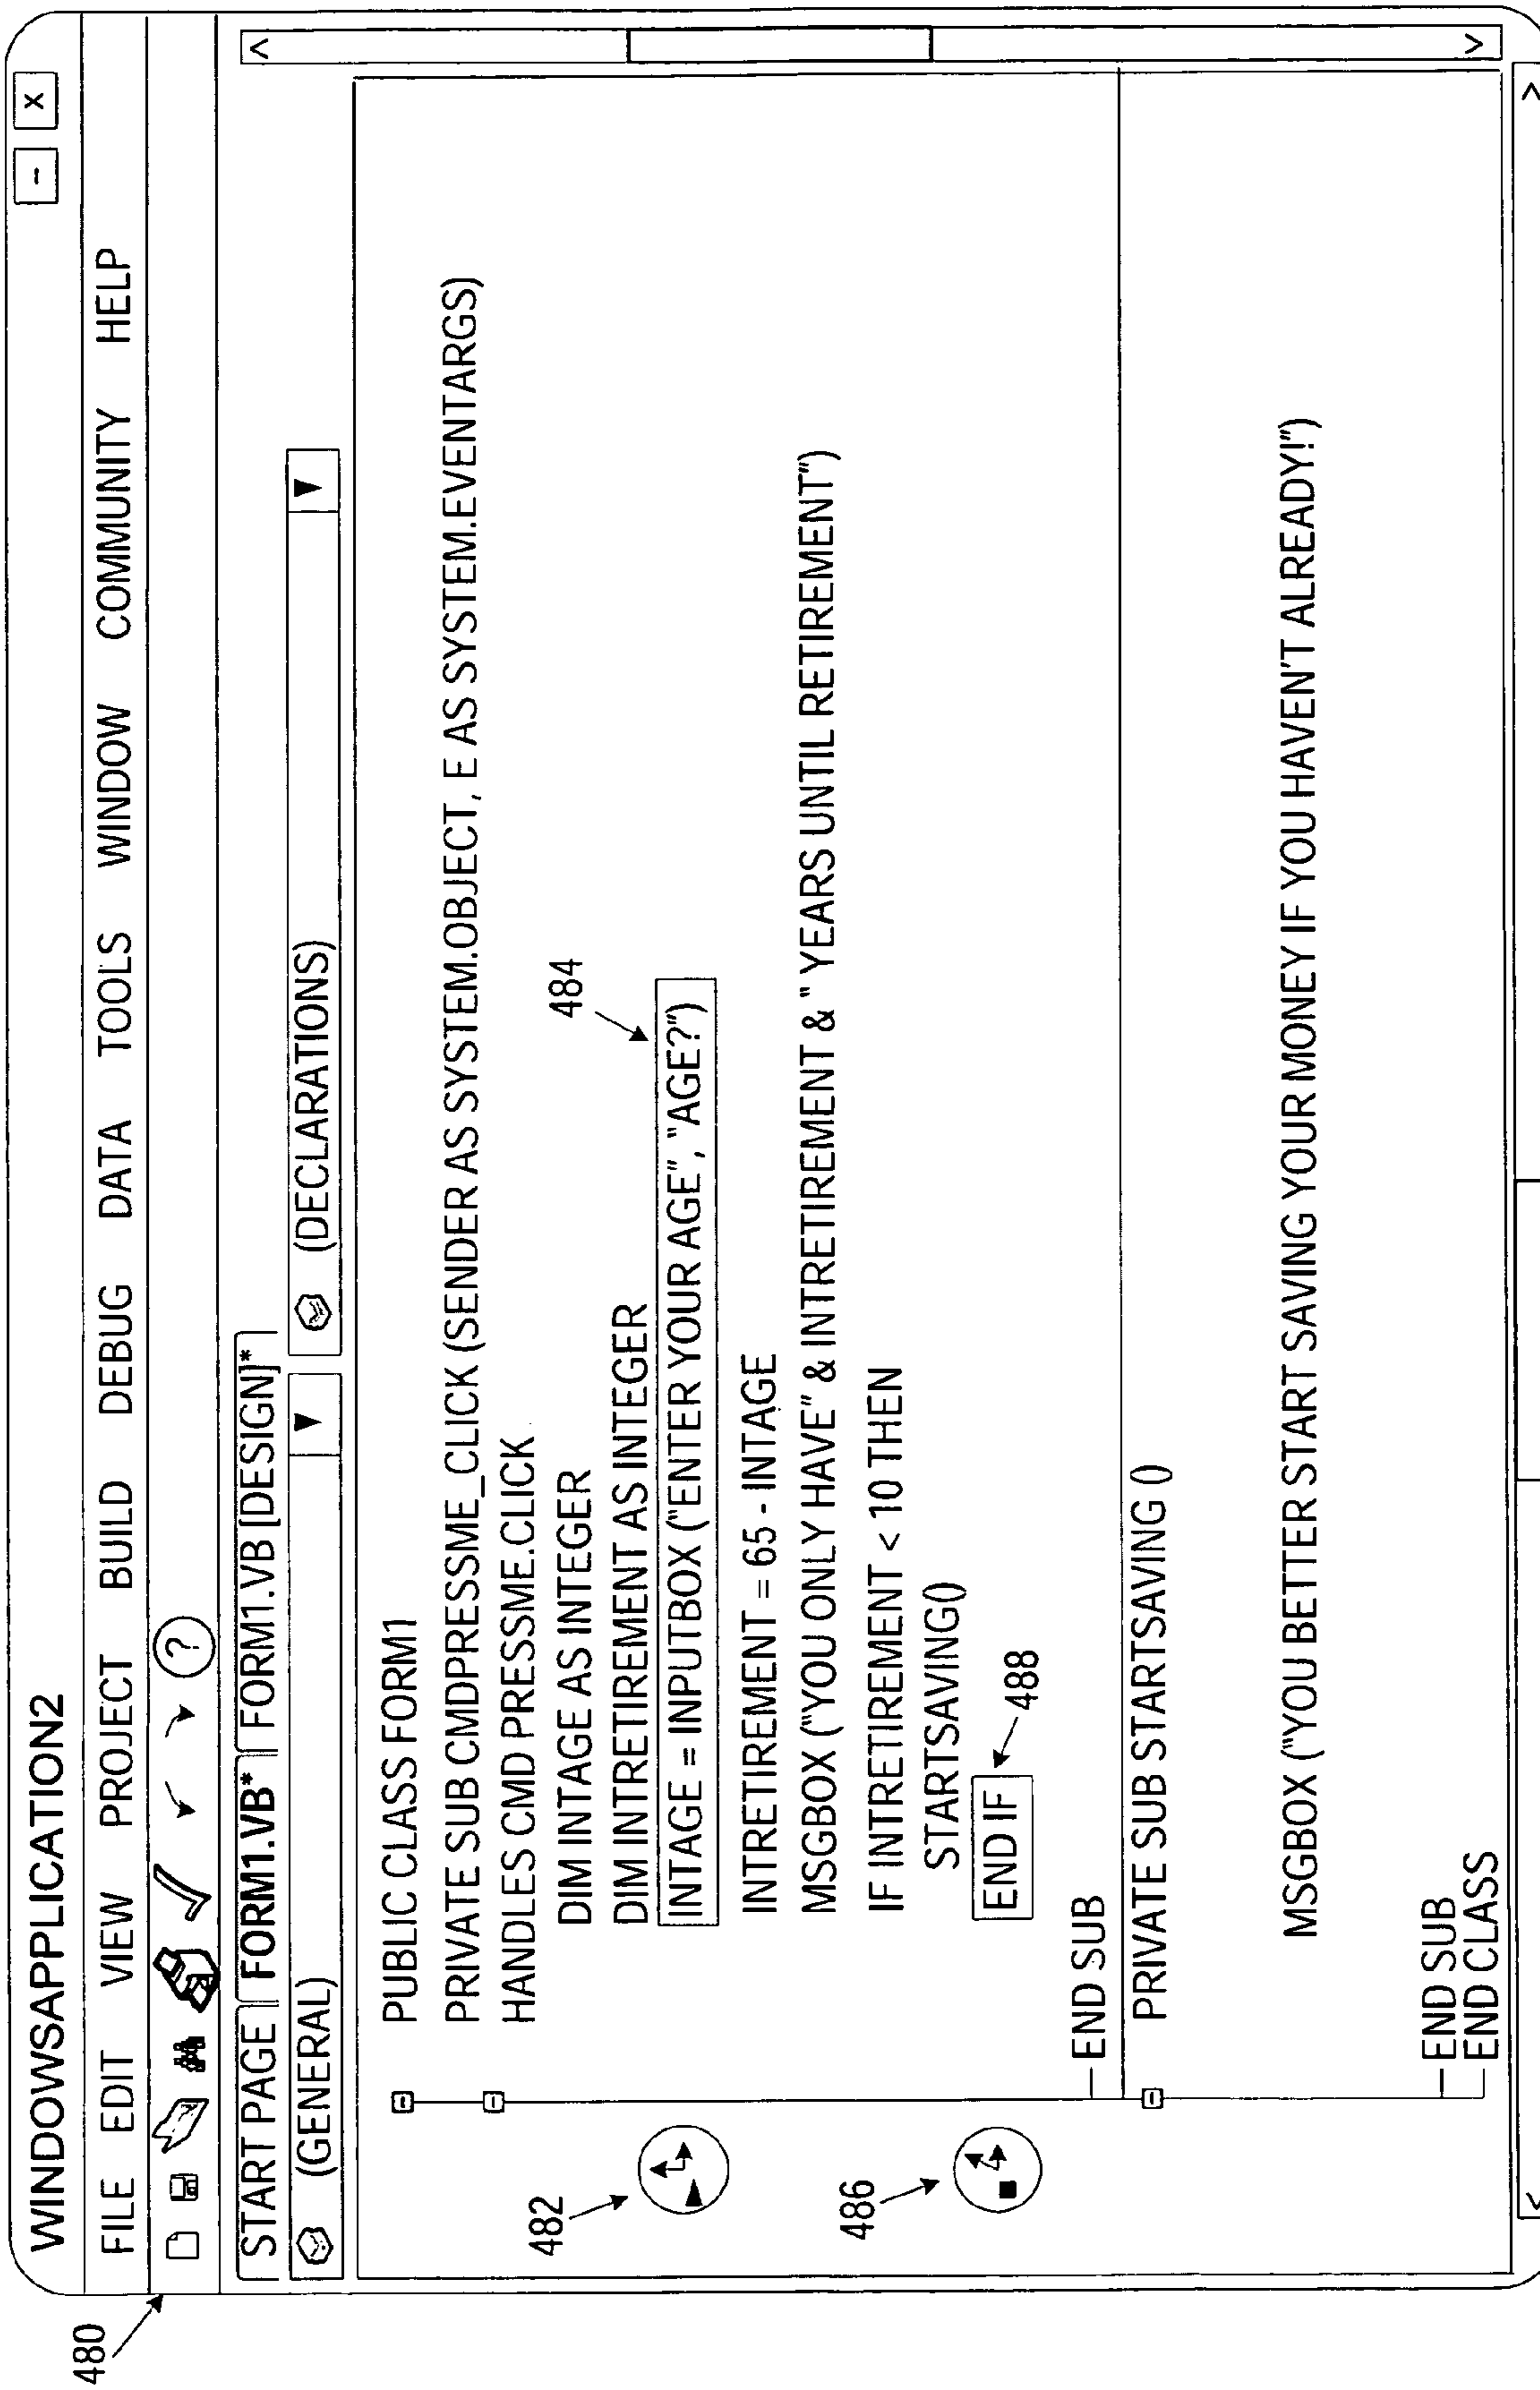 480
WINDOWSAPPLICATION2
- X
FILE EDIT VIEW PROJECT BUILD DEBUG DATA TOOLS WINDOW COMMUNITY HELP
?
START PAGE FORM1.VB* FORM1.VB [DESIGN]*
(GENERAL) (DECLARATIONS)
PUBLIC CLASS FORM1
PRIVATE SUB CMDPRESSME_CLICK (SENDER AS SYSTEM.OBJECT, E AS SYSTEM.EVENTARGS)
HANDLES CMD PRESSME.CLICK
DIM INTAGE AS INTEGER
484
482
DIM INTRETIREMENT AS INTEGER
INTAGE = INPUTBOX ("ENTER YOUR AGE", "AGE?")
INTRETIREMENT = 65 - INTAGE
MSGBOX ("YOU ONLY HAVE" & INTRETIREMENT & " YEARS UNTIL RETIREMENT")
486
IF INTRETIREMENT < 10 THEN
STARTSAVING()
END IF
488
END SUB
PRIVATE SUB STARTSAVING ()
MSGBOX ("YOU BETTER START SAVING YOUR MONEY IF YOU HAVEN'T ALREADY!")
END SUB
END CLASS